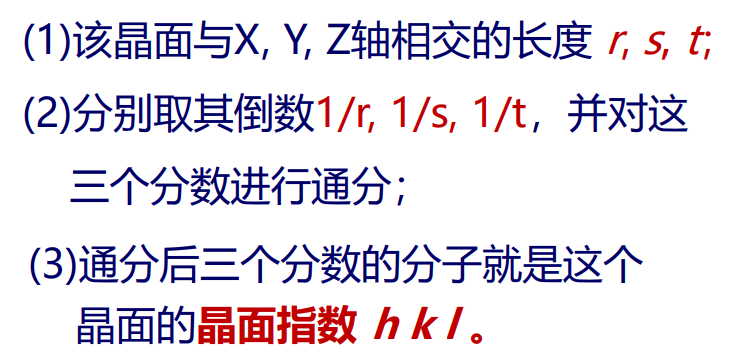 (1)该晶面与X, Y, Z轴相交的长度 r, s, t;
(2)分别取其倒数1/r, 1/s, 1/t，并对这
三个分数进行通分；
(3)通分后三个分数的分子就是这个
晶面的晶面指数 h k l 。